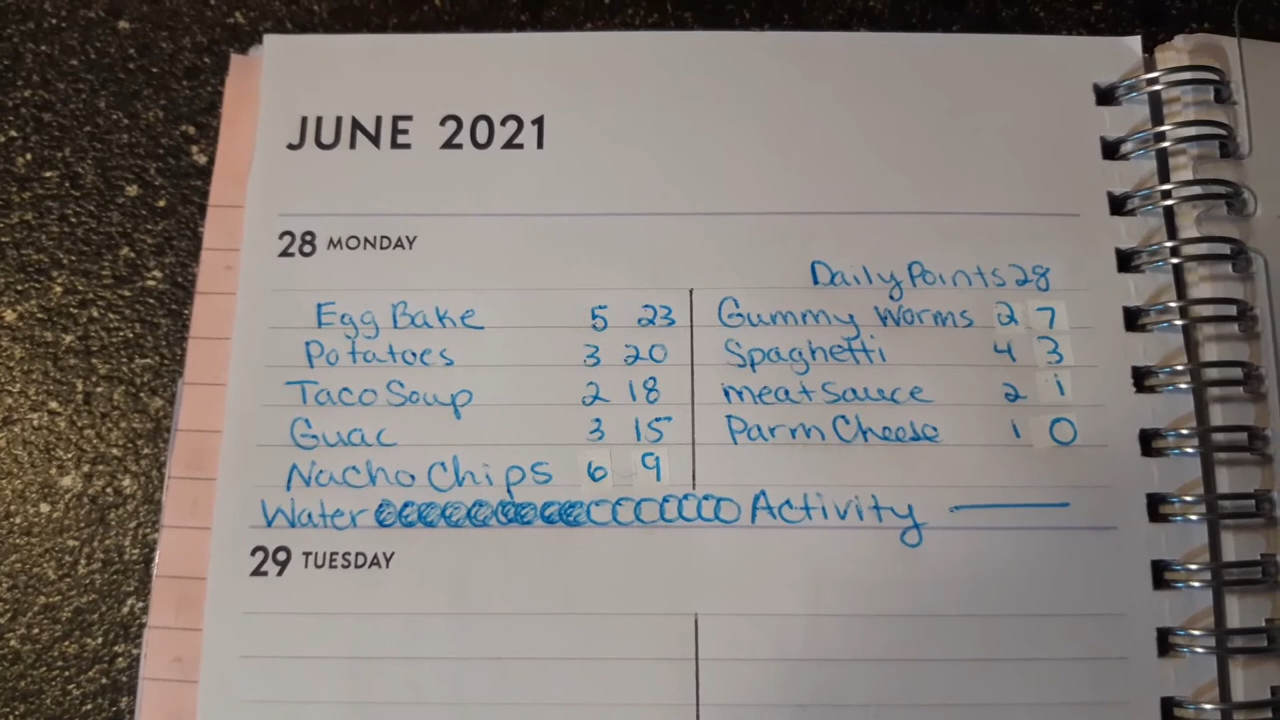 JUNE 2021
28 MONDAY
Daily Points 28
Egg Bake 5 23
Potatoes 3 20
Taco Soup 2 18
Guac 3 15
Nacho Chips 6 9
Gummy Worms 2 7
Spaghetti 4 3
meat Sauce 2 1
Parm Cheese 1 0
Water
Activity
29 TUESDAY